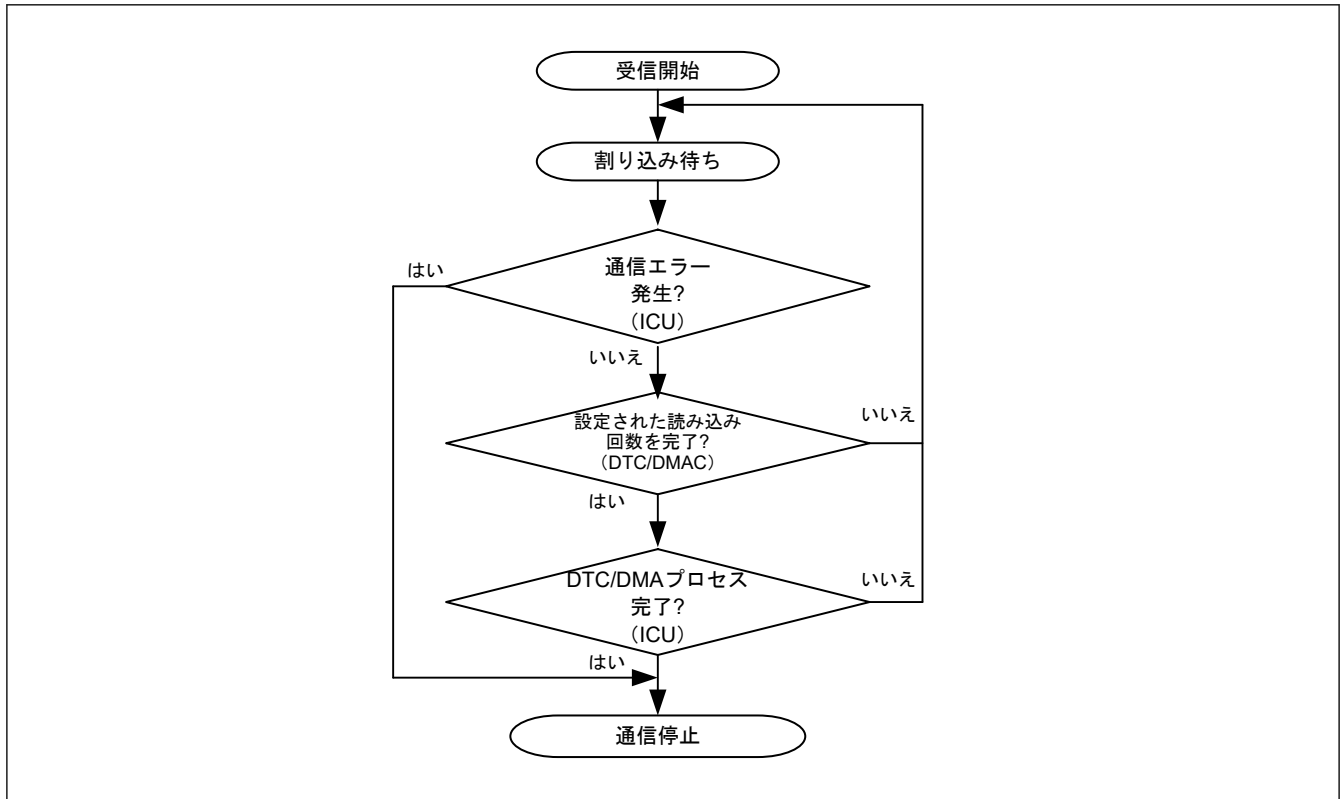 受信開始
割り込み待ち
はい
通信エラー
発生?
（ICU）
いいえ
設定された読み込み
回数を完了?
（DTC/DMAC）
いいえ
はい
DTC/DMAプロセス
完了?
（ICU）
いいえ
はい
通信停止